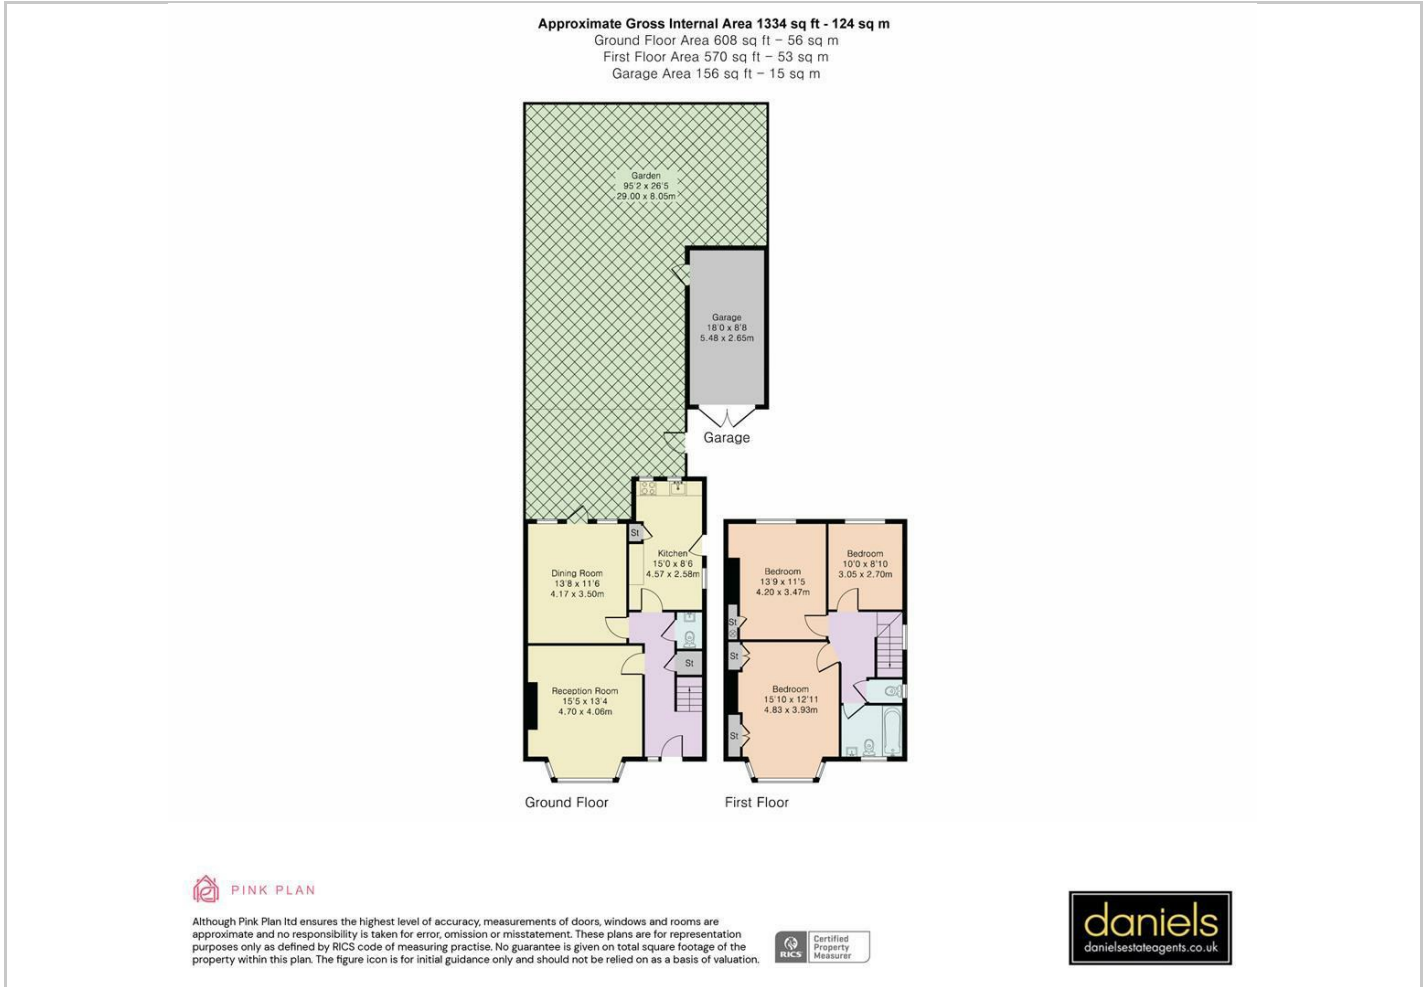 Approximate Gross Internal Area 1334 sq ft - 124 sq m
Ground Floor Area 608 sq ft – 56 sq m
First Floor Area 570 sq ft – 53 sq m
Garage Area 156 sq ft – 15 sq m
Garden
95'2 x 26'5
29.00 x 8.05m
Garage
18'0 x 8'8
5.48 x 2.65m
Garage
St
Kitchen
15'0 x 8'6
4.57 x 2.58m
Dining Room
13'8 x 11'6
4.17 x 3.50m
St
Reception Room
15'5 x 13'4
4.70 x 4.06m
Ground Floor
Bedroom
10'0 x 8'10
3.05 x 2.70m
Bedroom
13'9 x 11'5
4.20 x 3.47m
St
St
Bedroom
15'10 x 12'11
4.83 x 3.93m
St
First Floor
PINK PLAN
Although Pink Plan ltd ensures the highest level of accuracy, measurements of doors, windows and rooms are
approximate and no responsibility is taken for error, omission or misstatement. These plans are for representation
purposes only as defined by RICS code of measuring practise. No guarantee is given on total square footage of the
property within this plan. The figure icon is for initial guidance only and should not be relied on as a basis of valuation.
RICS
Certified
Property
Measurer
daniels
danielsestateagents.co.uk